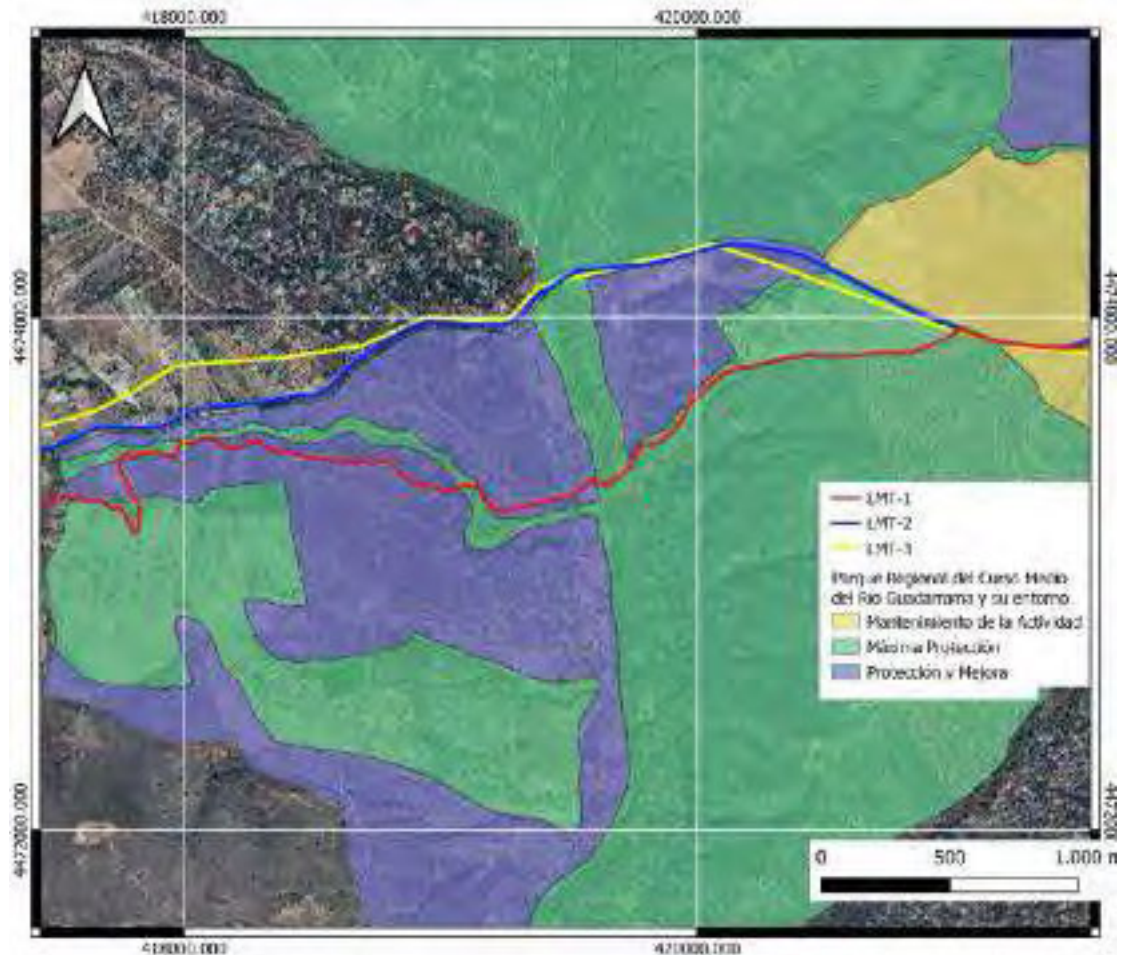 418000.000
420000.000
4474000.000
4474000.000
LMT-1
LMT-2
LMT-3
Parque Regional del Curso Medio
del Río Guadarrama y su entorno
Mantenimiento de la Actividad
Máxima Protección
Protección y Mejora
4472000.000
447200
0
500
1.000 m
418000.000
420000.000